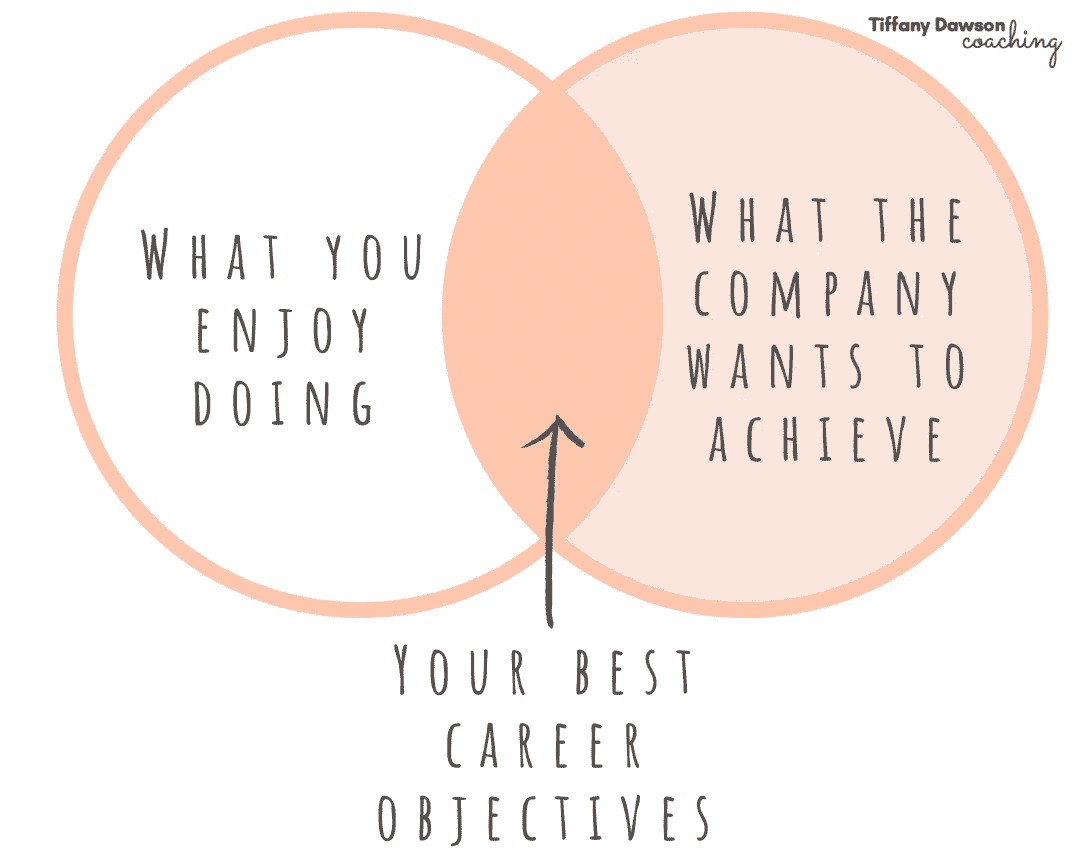 Tiffany Dawson
coaching
WHAT YOU
ENJOY
DOING
WHAT THE
COMPANY
WANTS TO
ACHIEVE
YOUR BEST
CAREER
OBJECTIVES